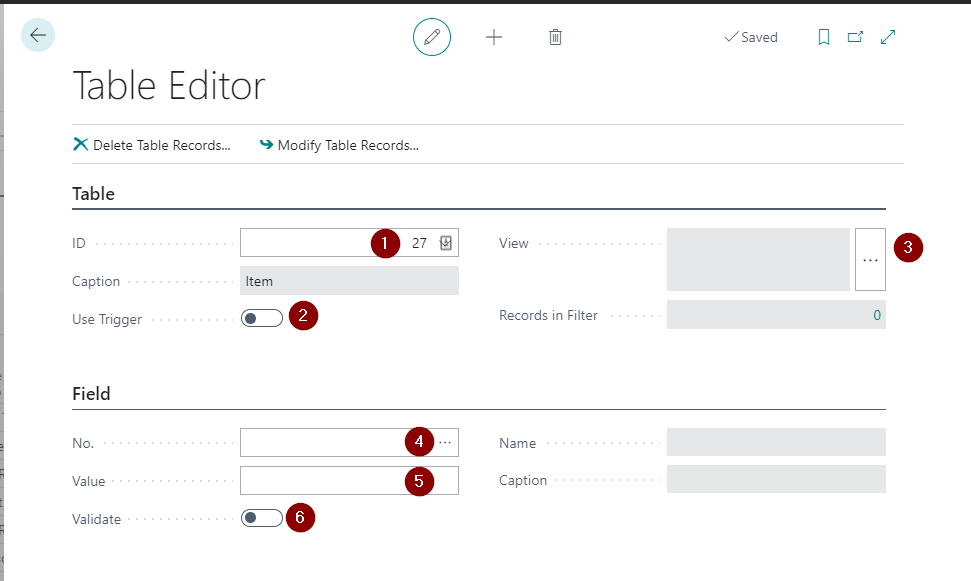 Saved
Table Editor
Delete Table Records... Modify Table Records...
Table
ID 1 27
View ... 3
Caption Item
Use Trigger 2
Records in Filter 0
Field
No. 4 ...
Name
Value 5
Caption
Validate 6